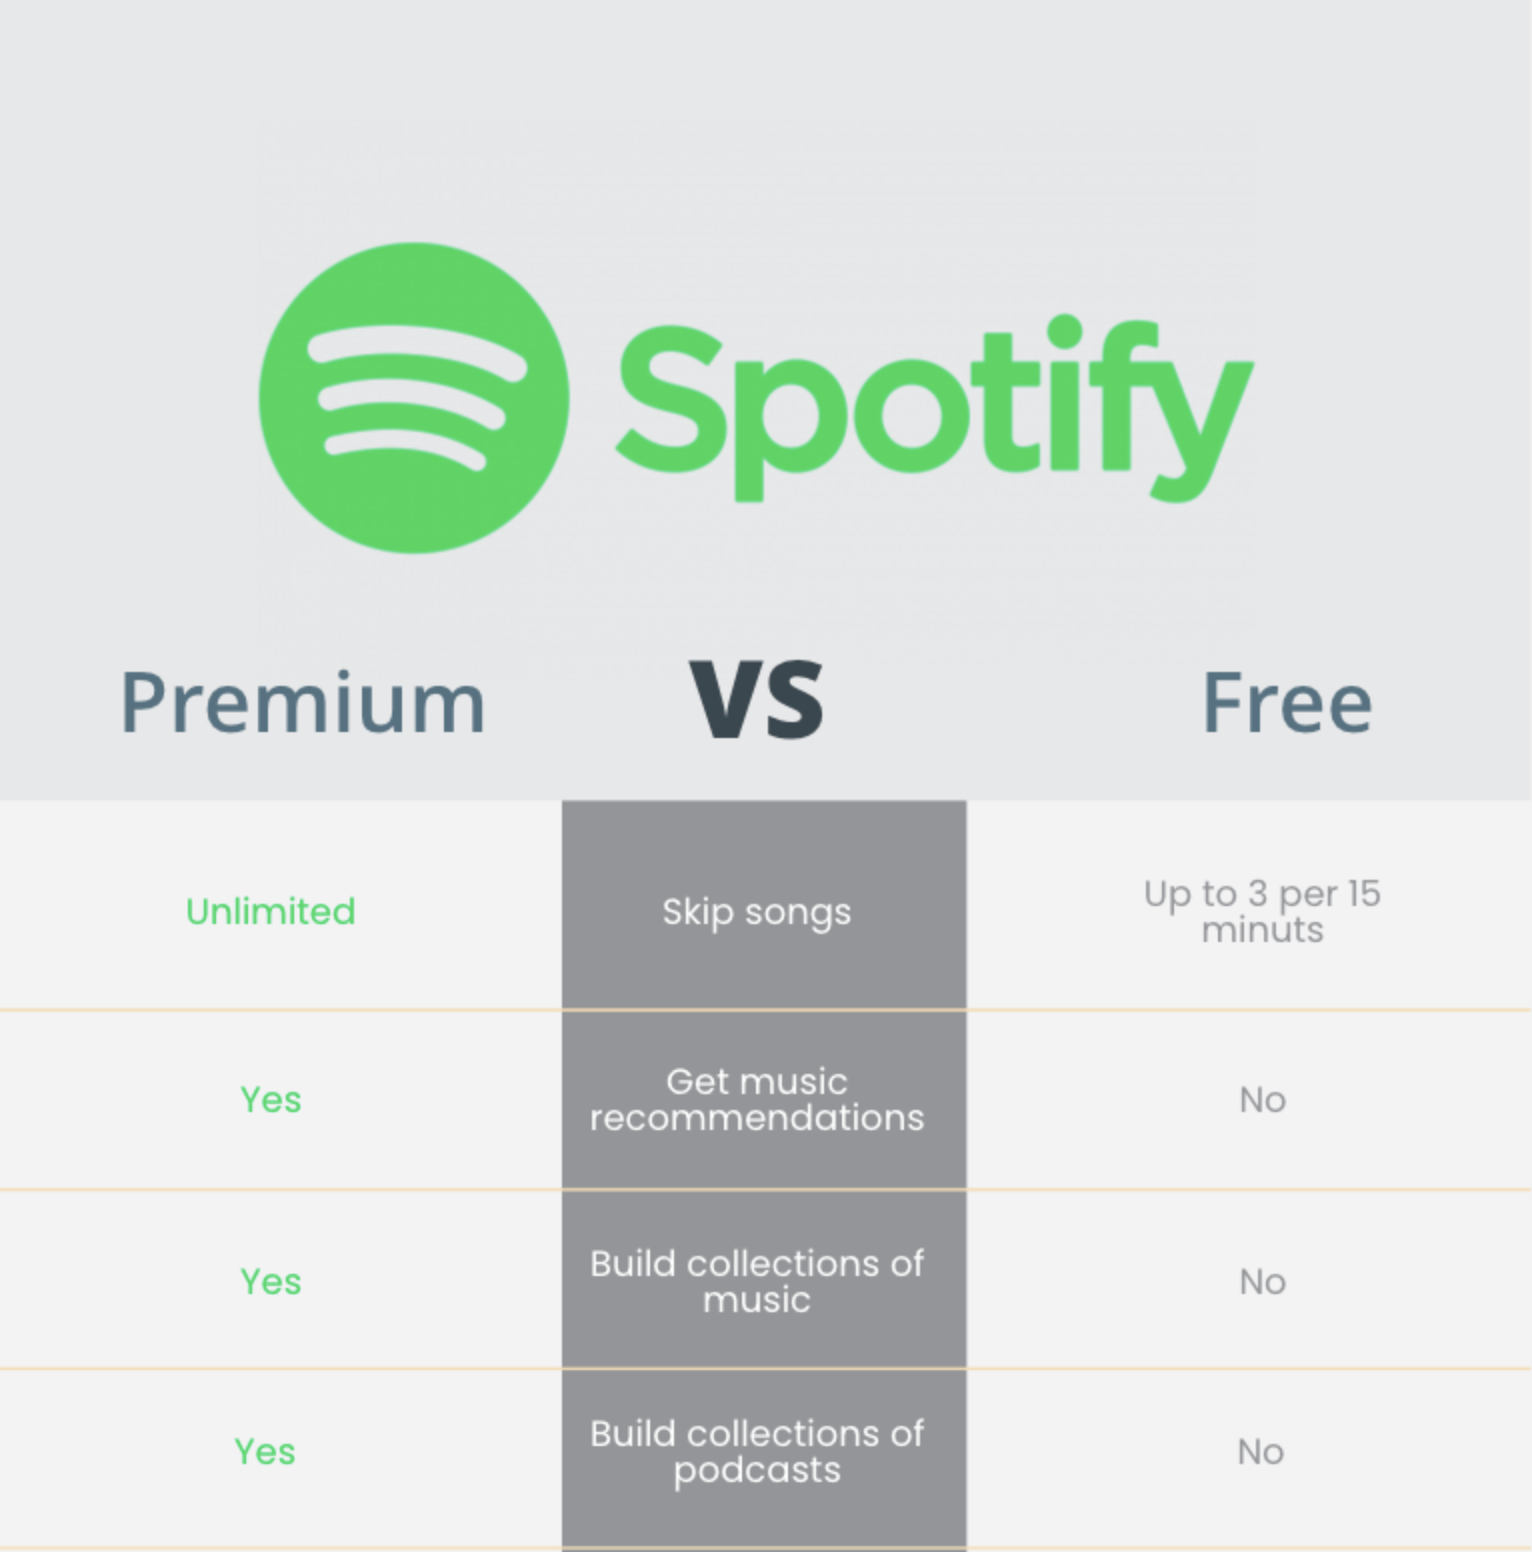 Spotify
Premium VS Free
Unlimited
Skip songs
Up to 3 per 15
minuts
Yes
Get music
recommendations
No
Yes
Build collections of
music
No
Yes
Build collections of
podcasts
No